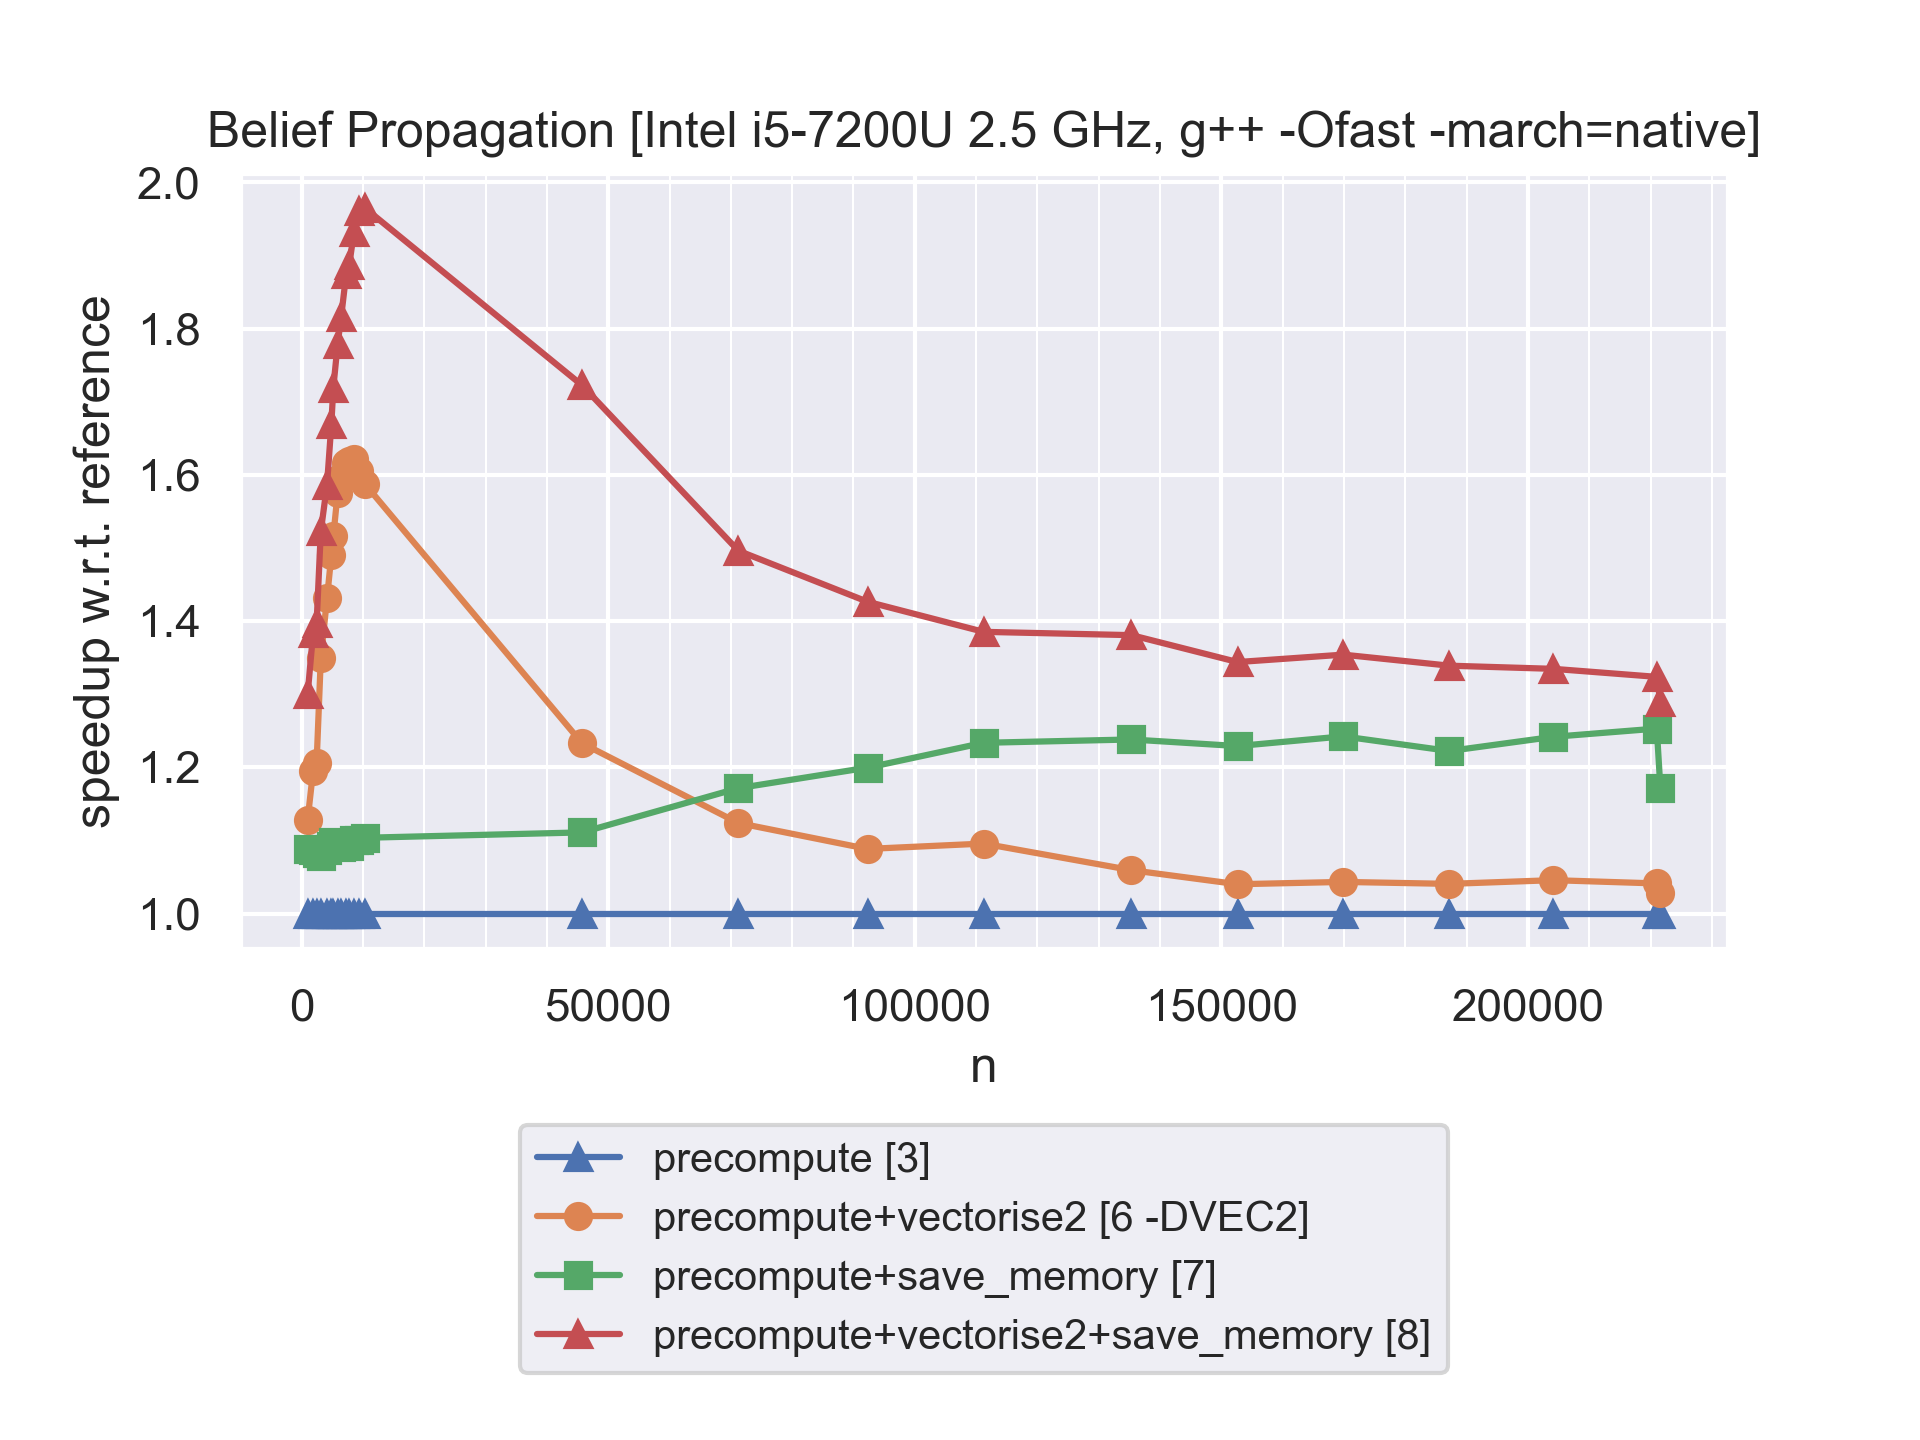 Belief Propagation [Intel i5-7200U 2.5 GHz, g++ -Ofast -march=native]
speedup w.r.t. reference
2.0
1.8
1.6
1.4
1.2
1.0
0
50000
100000
150000
200000
n
precompute [3]
precompute+vectorise2 [6 -DVEC2]
precompute+save_memory [7]
precompute+vectorise2+save_memory [8]